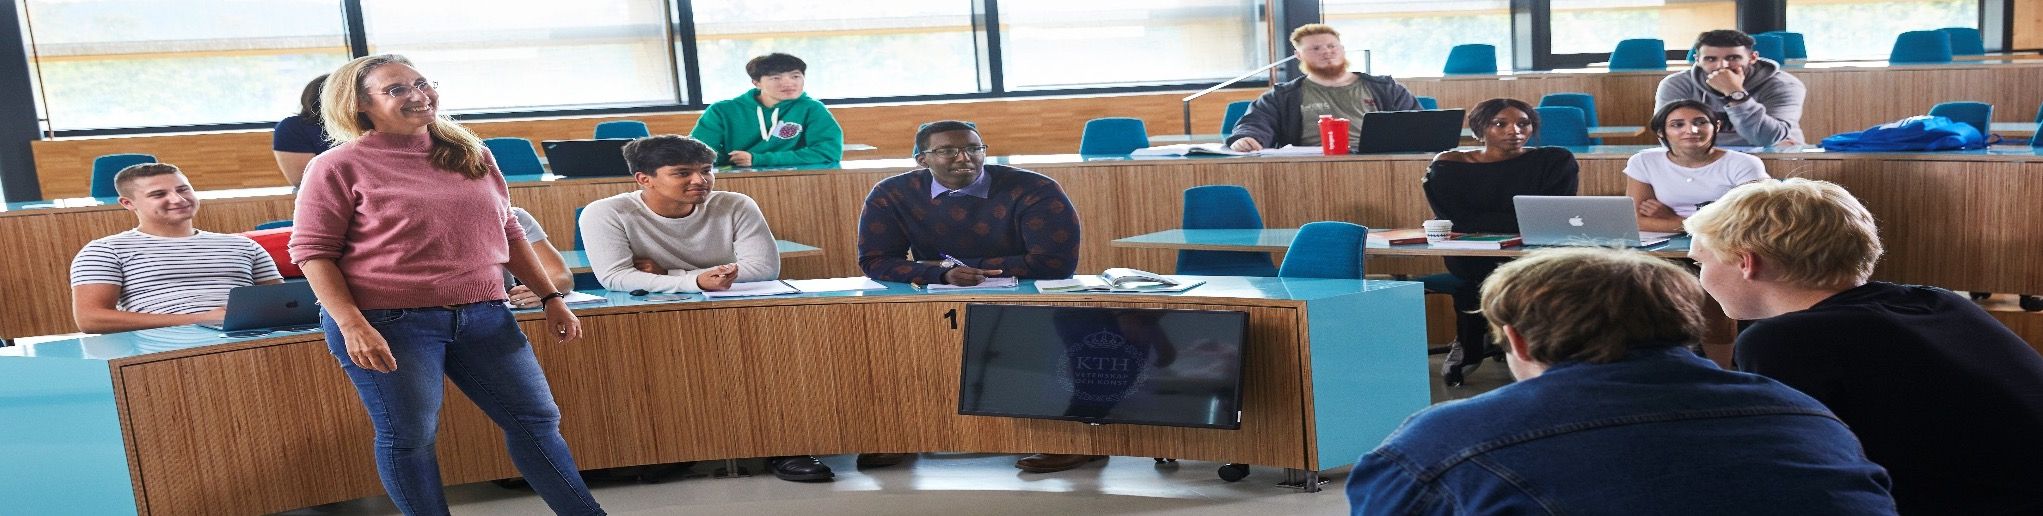 1
KTH
VETENSKAP
OCH KONST